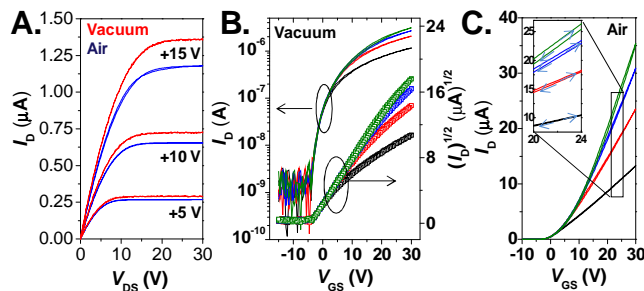 A.
Vacuum
Air
+15 V
+10 V
+5 V
1.50
1.25
1.00
0.75
0.50
0.25
0.00
I_D (μA)
0 10 20 30
V_DS (V)
B.
Vacuum
10^-6
10^-7
10^-8
10^-9
10^-10
I_D (A)
24
16
8
0
(I_D)^1/2 (μA)^1/2
-10 0 10 20 30
V_GS (V)
C.
Air
25
20
15
10
20 24
40
30
20
10
0
I_D (μA)
-10 0 10 20 30
V_GS (V)